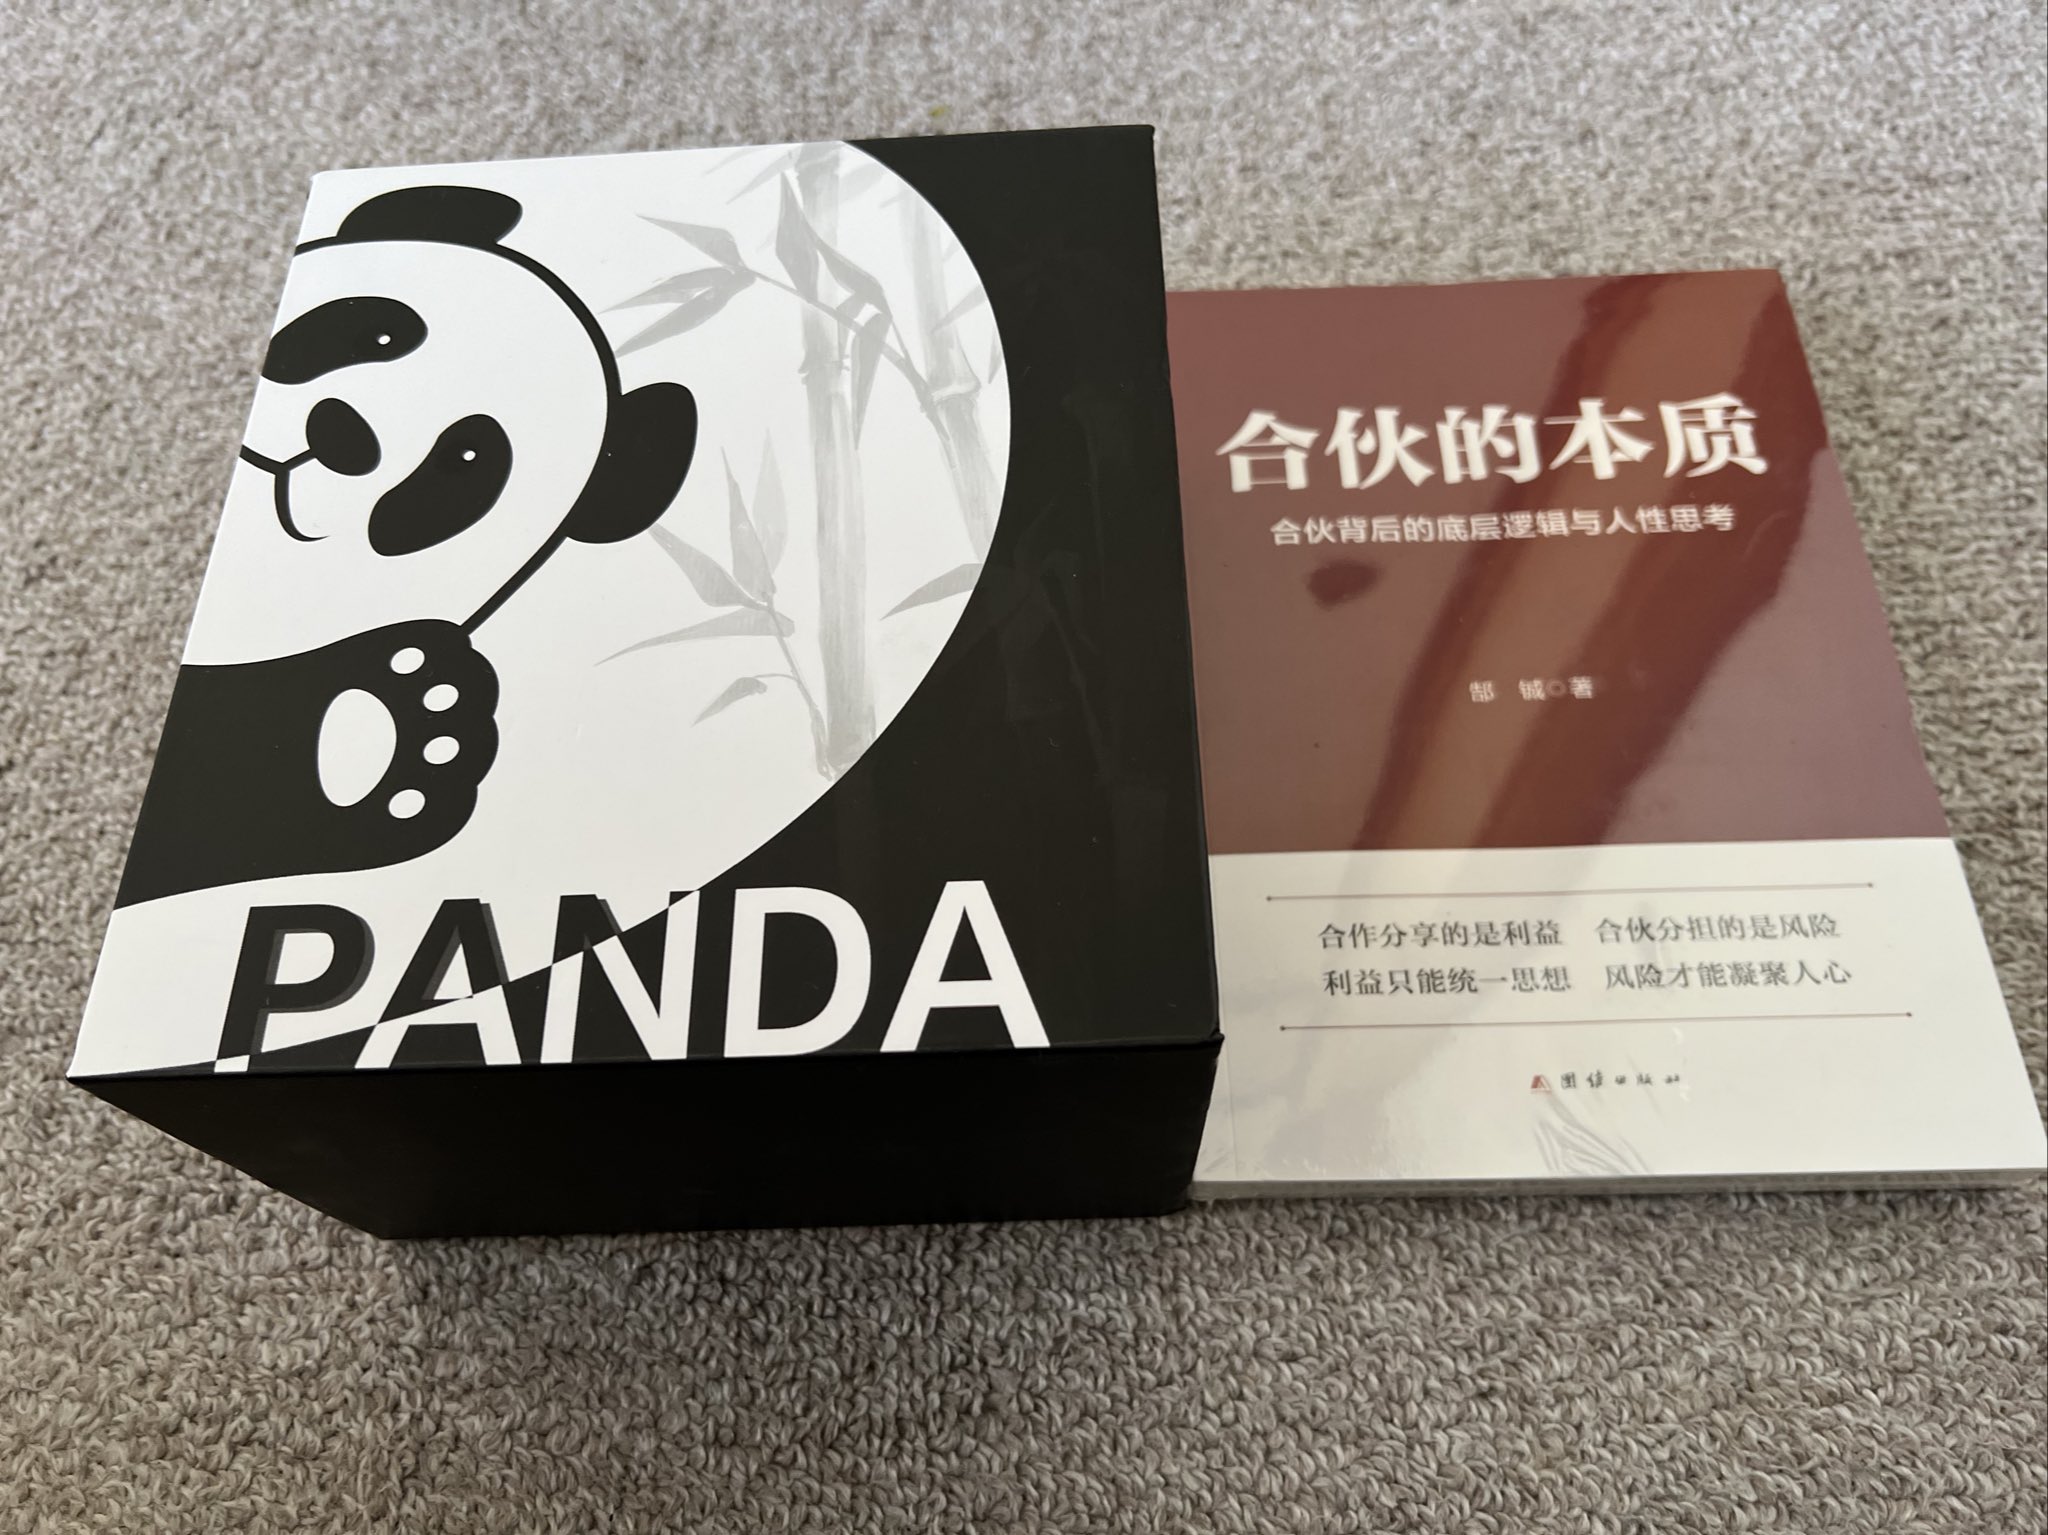 PANDA
合伙的本质
合伙背后的底层逻辑与人性思考
郜 铖◎著
合作分享的是利益 合伙分担的是风险
利益只能统一思想 风险才能凝聚人心
团结出版社